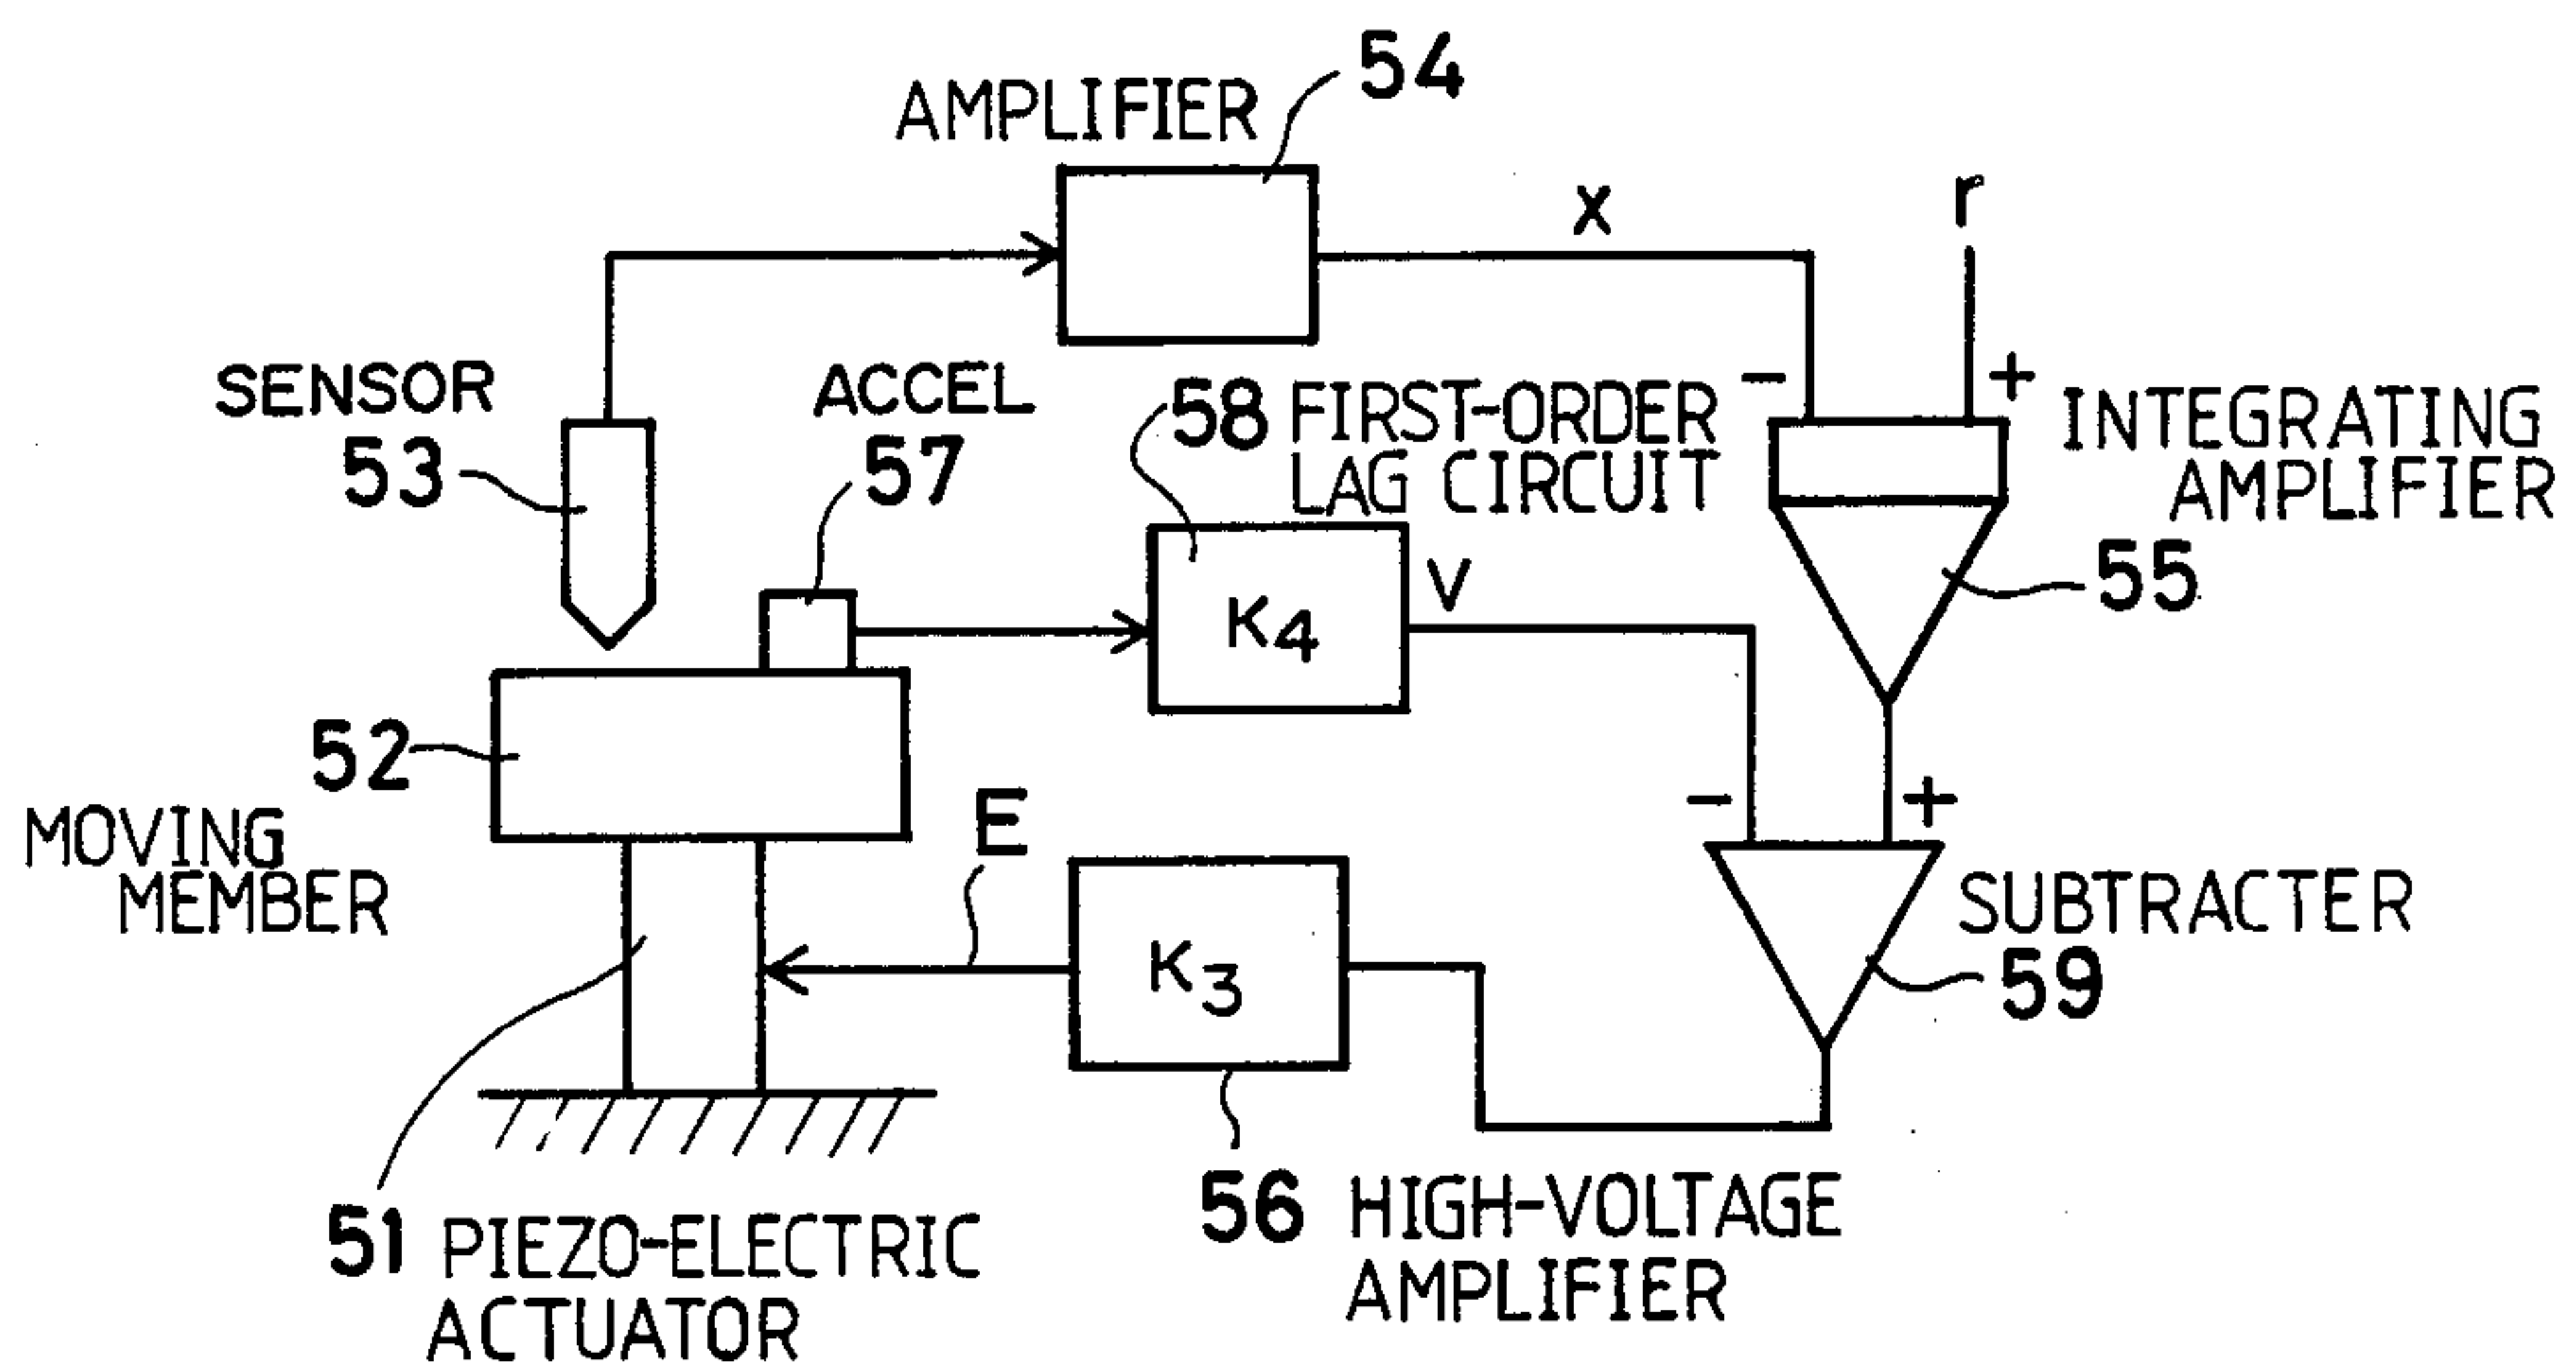 54
AMPLIFIER
X
r
SENSOR
53
ACCEL
57
58 FIRST-ORDER
LAG CIRCUIT
-
+
INTEGRATING
AMPLIFIER
55
K4
V
52
MOVING
MEMBER
E
K3
-
+
SUBTRACTER
59
51 PIEZO-ELECTRIC
ACTUATOR
56 HIGH-VOLTAGE
AMPLIFIER